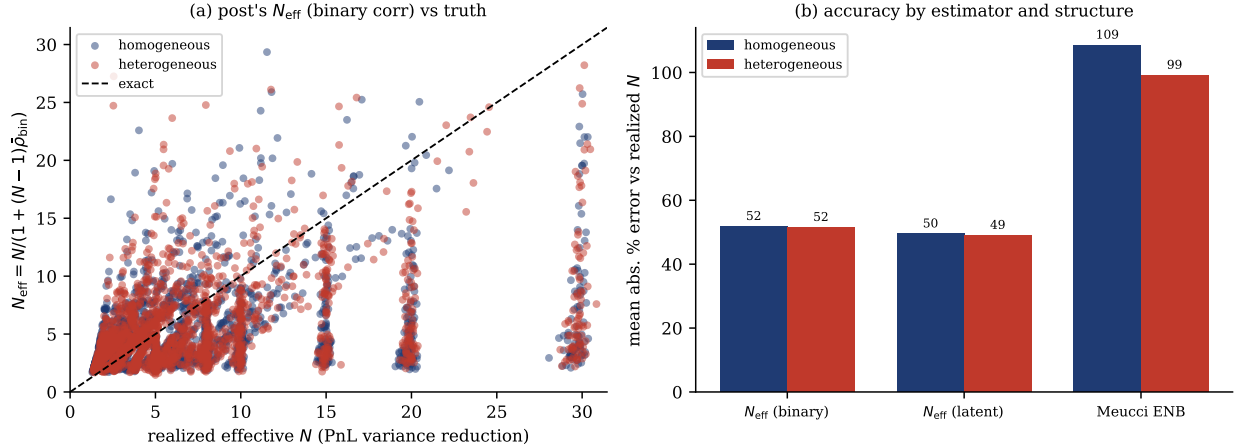 (a) post's N_eff (binary corr) vs truth
homogeneous
heterogeneous
exact
N_eff = N/(1 + (N − 1)ρ̄_bin)
30
25
20
15
10
5
0
0 5 10 15 20 25 30
realized effective N (PnL variance reduction)
(b) accuracy by estimator and structure
homogeneous
heterogeneous
mean abs. % error vs realized N
100
80
60
40
20
0
52 52 50 49 109 99
N_eff (binary) N_eff (latent) Meucci ENB